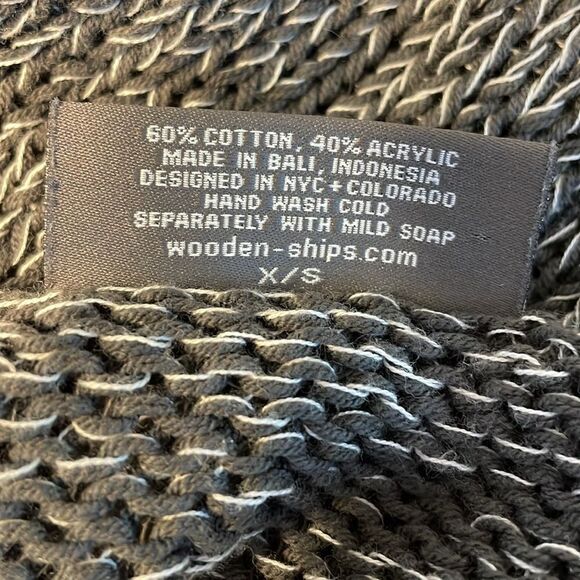 60% COTTON, 40% ACRYLIC
MADE IN BALI, INDONESIA
DESIGNED IN NYC+COLORADO
HAND WASH COLD
SEPARATELY WITH MILD SOAP
wooden-ships.com
X/S